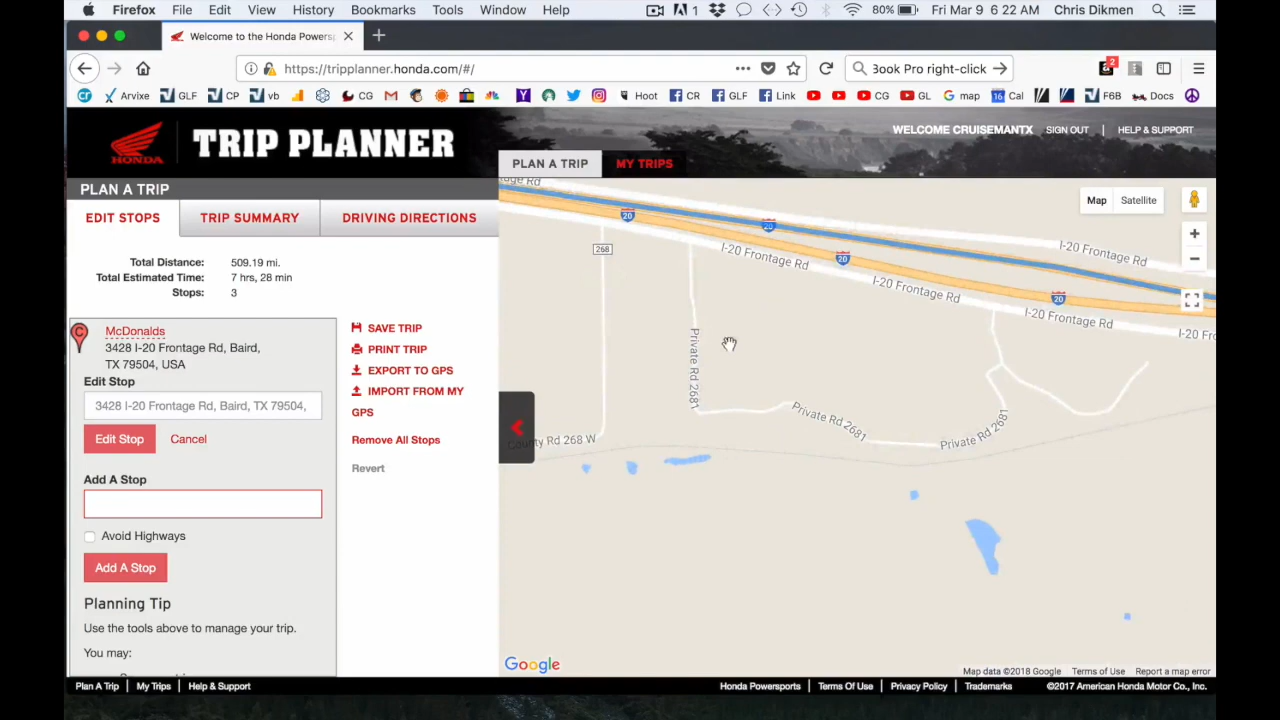 Firefox File Edit View History Bookmarks Tools Window Help 1 80% Fri Mar 9 6:22 AM Chris Dikmen
Welcome to the Honda Powersp
https://tripplanner.honda.com/#/ Book Pro right-click 2
Arvixe GLF CP vb CG Hoot CR GLF Link CG GL map 16 Cal F6B Docs
HONDA TRIP PLANNER
WELCOME CRUISEMANTX SIGN OUT | HELP & SUPPORT
PLAN A TRIP MY TRIPS
PLAN A TRIP
EDIT STOPS TRIP SUMMARY DRIVING DIRECTIONS
Total Distance: 509.19 mi.
Total Estimated Time: 7 hrs, 28 min
Stops: 3
C McDonalds
3428 I-20 Frontage Rd, Baird,
TX 79504, USA
Edit Stop
3428 I-20 Frontage Rd, Baird, TX 79504,
Edit Stop Cancel
Add A Stop
Avoid Highways
Add A Stop
Planning Tip
Use the tools above to manage your trip.
You may:
SAVE TRIP
PRINT TRIP
EXPORT TO GPS
IMPORT FROM MY
GPS
Remove All Stops
Revert
Map Satellite
20
20
20
20
268
I-20 Frontage Rd
I-20 Frontage Rd
I-20 Frontage Rd
I-20 Frontage Rd
Private Rd 2681
Private Rd 2681
Private Rd 2681
County Rd 268 W
Google
Map data ©2018 Google Terms of Use Report a map error
Plan A Trip | My Trips | Help & Support Honda Powersports | Terms Of Use | Privacy Policy | Trademarks ©2017 American Honda Motor Co., Inc.